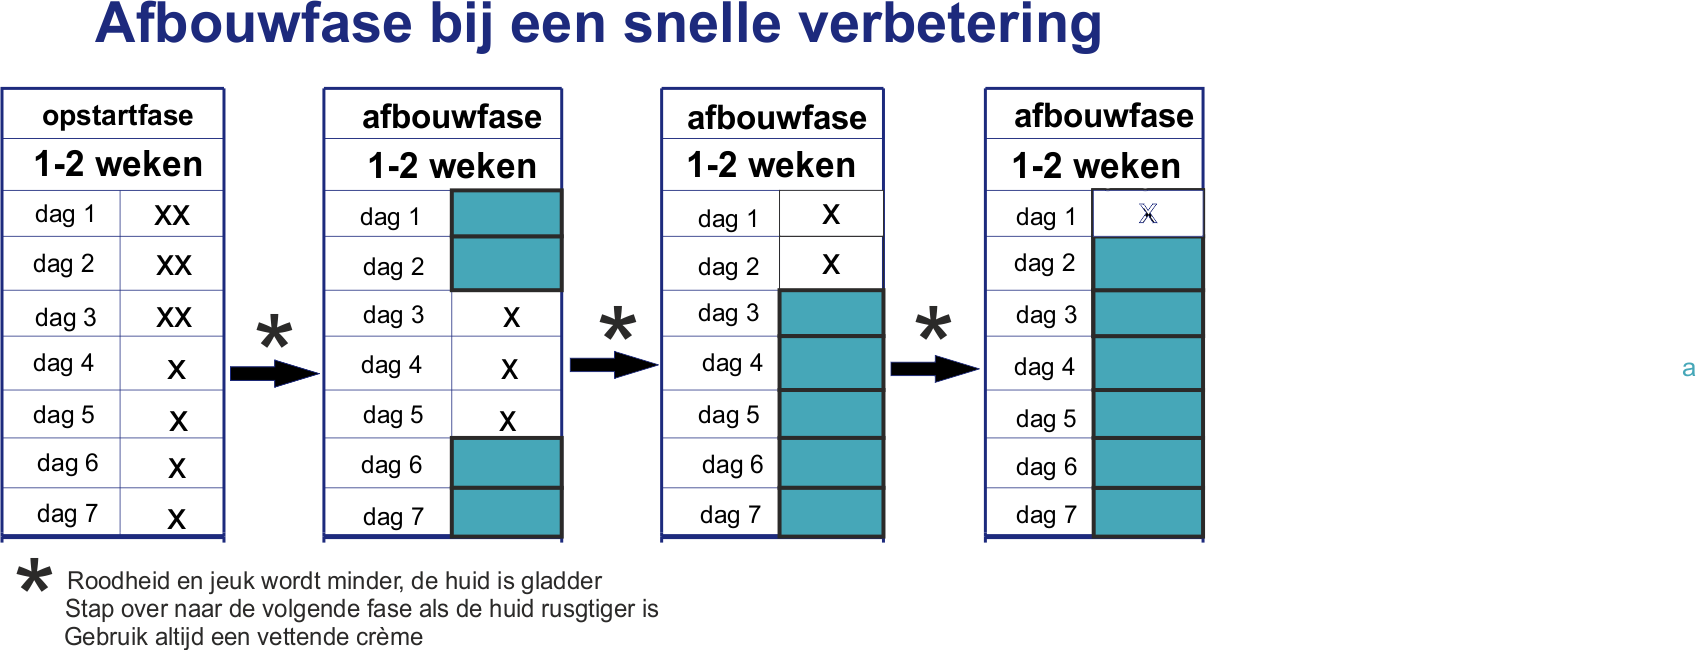 Afbouwfase bij een snelle verbetering
opstartfase
1-2 weken
dag 1 XX
dag 2 XX
dag 3 XX
dag 4 X
dag 5 X
dag 6 X
dag 7 X
*
afbouwfase
1-2 weken
dag 1
dag 2
dag 3 X
dag 4 X
dag 5 X
dag 6
dag 7
*
afbouwfase
1-2 weken
dag 1 X
dag 2 X
dag 3
dag 4
dag 5
dag 6
dag 7
*
afbouwfase
1-2 weken
dag 1 X
dag 2
dag 3
dag 4
dag 5
dag 6
dag 7
a
* Roodheid en jeuk wordt minder, de huid is gladder
Stap over naar de volgende fase als de huid rusgtiger is
Gebruik altijd een vettende crème